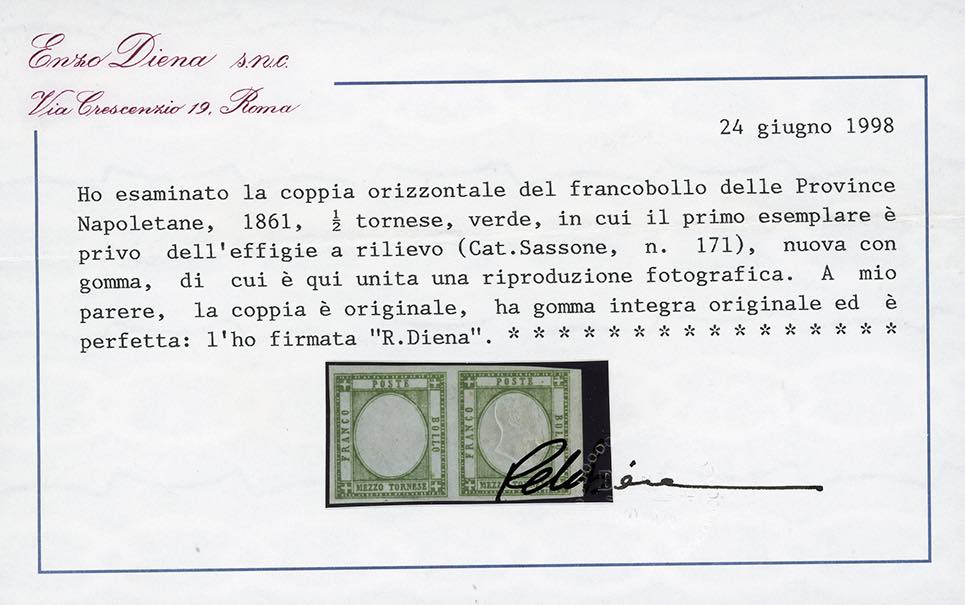 Enzo Diena s.n.c.
Via Crescenzio 19, Roma
24 giugno 1998
Ho esaminato la coppia orizzontale del francobollo delle Province
Napoletane, 1861, ½ tornese, verde, in cui il primo esemplare è
privo dell'effigie a rilievo (Cat.Sassone, n. 171), nuova con
gomma, di cui è qui unita una riproduzione fotografica. A mio
parere, la coppia è originale, ha gomma integra originale ed è
perfetta: l'ho firmata "R.Diena". * * * * * * * * * * * * * * * *
POSTE
FRANCO
BOLLO
MEZZO TORNESE
POSTE
FRANCO
BOLLO